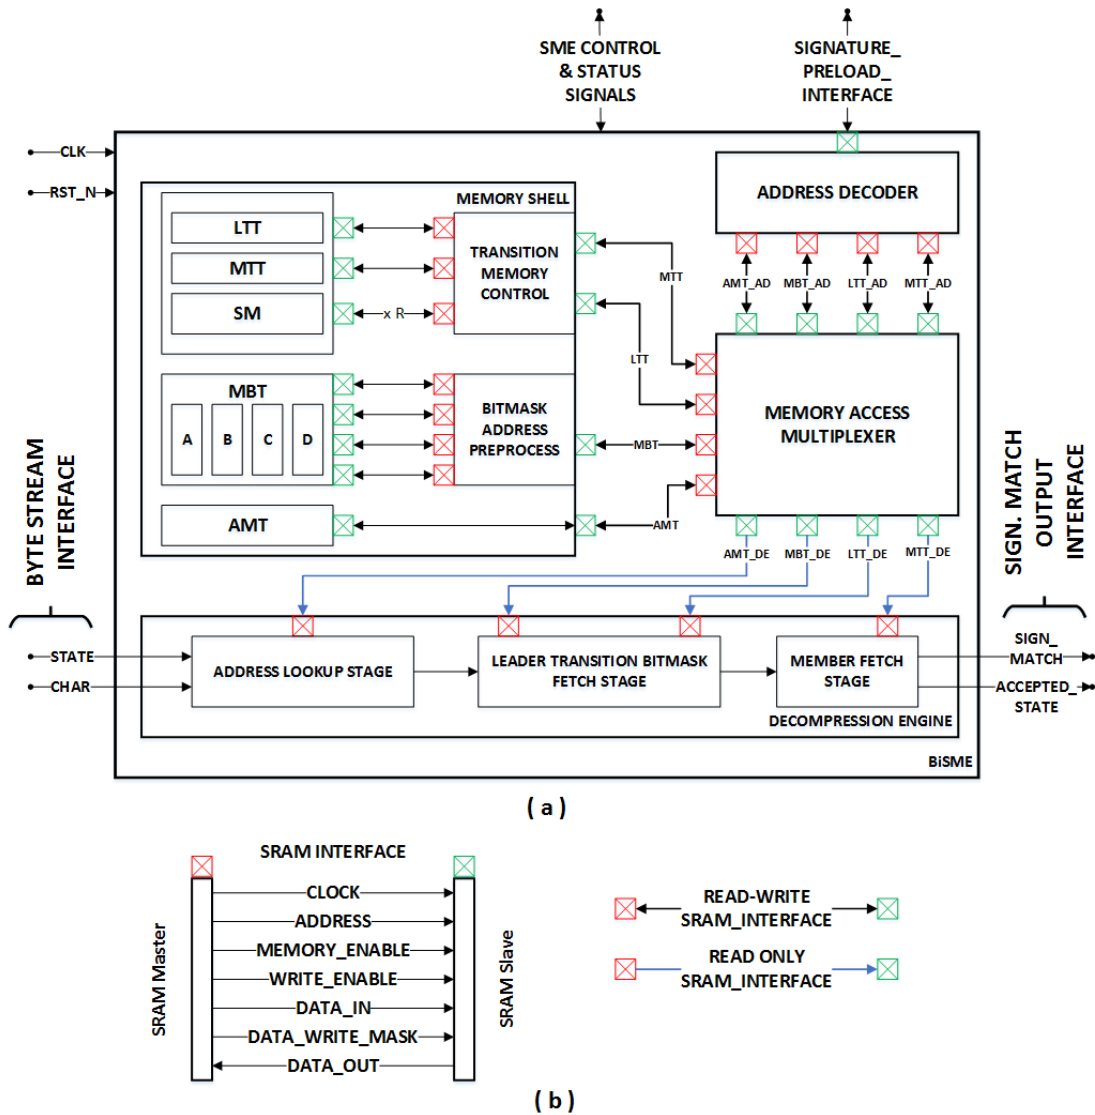 SME CONTROL
& STATUS
SIGNALS
SIGNATURE_
PRELOAD_
INTERFACE
CLK
RST_N
MEMORY SHELL
LTT
MTT
SM
x R
TRANSITION
MEMORY
CONTROL
MBT
A
B
C
D
BITMASK
ADDRESS
PREPROCESS
AMT
MTT
LTT
MBT
AMT
ADDRESS DECODER
AMT_AD
MBT_AD
LTT_AD
MTT_AD
MEMORY ACCESS
MULTIPLEXER
AMT_DE
MBT_DE
LTT_DE
MTT_DE
BYTE STREAM
INTERFACE
SIGN. MATCH
OUTPUT
INTERFACE
STATE
CHAR
ADDRESS LOOKUP STAGE
LEADER TRANSITION BITMASK
FETCH STAGE
MEMBER FETCH
STAGE
DECOMPRESSION ENGINE
SIGN_
MATCH
ACCEPTED_
STATE
BiSME
( a )
SRAM INTERFACE
SRAM Master
CLOCK
ADDRESS
MEMORY_ENABLE
WRITE_ENABLE
DATA_IN
DATA_WRITE_MASK
DATA_OUT
SRAM Slave
READ-WRITE
SRAM_INTERFACE
READ ONLY
SRAM_INTERFACE
( b )